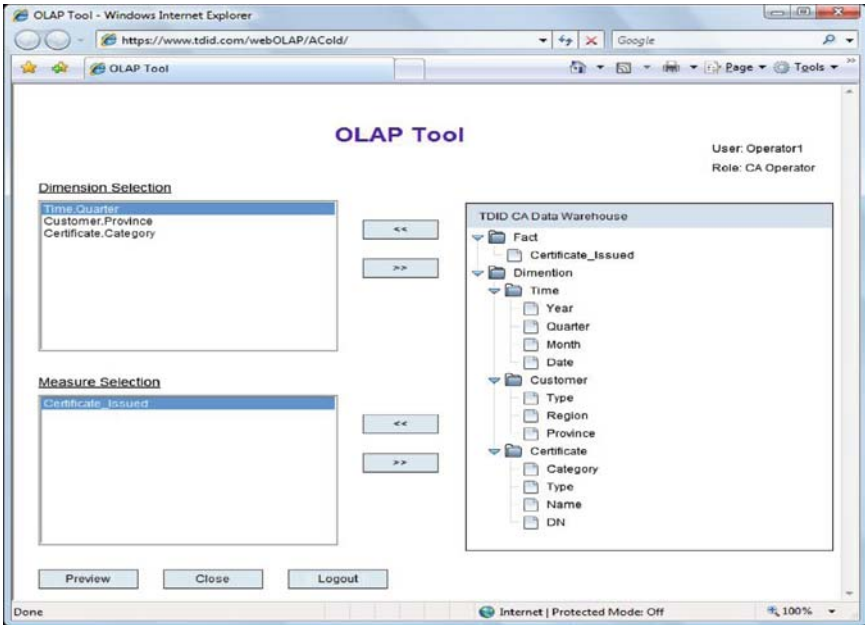 OLAP Tool - Windows Internet Explorer
https://www.tdid.com/webOLAP/ACold/
Google
OLAP Tool
Page
Tools
OLAP Tool
User: Operator1
Role: CA Operator
Dimension Selection
Time.Quarter
Customer.Province
Certificate.Category
<<
>>
Measure Selection
Certificate_Issued
<<
>>
TDID CA Data Warehouse
Fact
Certificate_Issued
Dimention
Time
Year
Quarter
Month
Date
Customer
Type
Region
Province
Certificate
Category
Type
Name
DN
Preview
Close
Logout
Done
Internet | Protected Mode: Off
100%